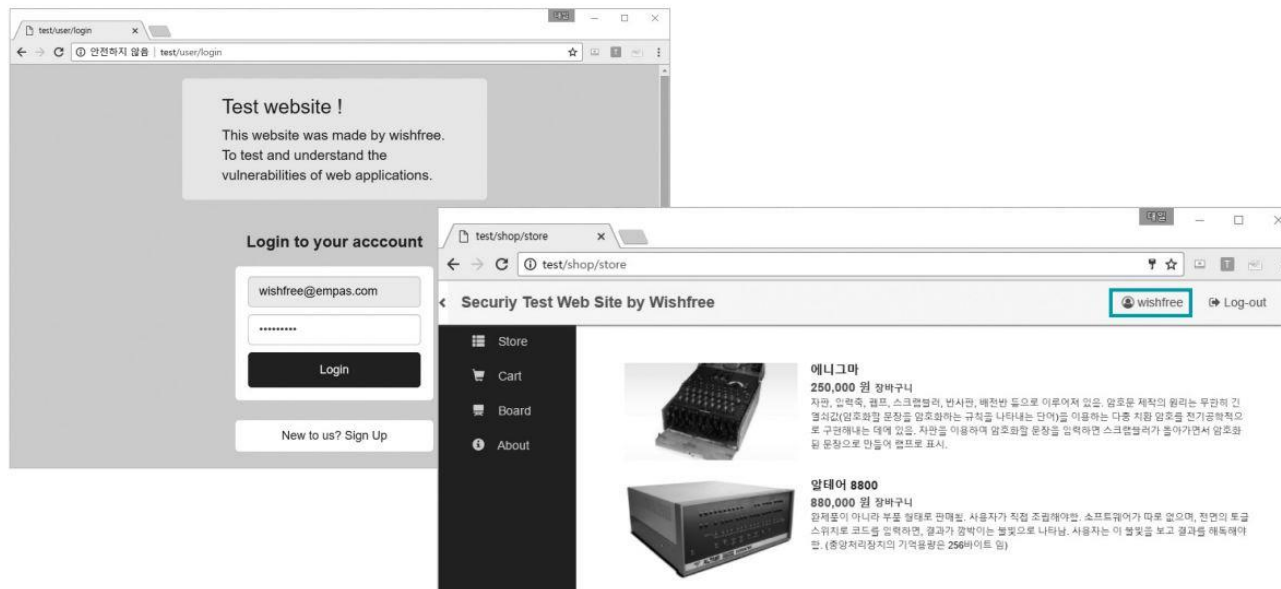 대일
test/user/login
안전하지 않음 | test/user/login
Test website !
This website was made by wishfree.
To test and understand the
vulnerabilities of web applications.
Login to your acccount
wishfree@empas.com
•••••••••
Login
New to us? Sign Up
대일
test/shop/store
test/shop/store
Securiy Test Web Site by Wishfree
wishfree
Log-out
Store
Cart
Board
About
에니그마
250,000 원 장바구니
자판, 입력축, 램프, 스크램블러, 반사판, 배전반 등으로 이루어져 있음. 암호문 제작의 원리는 무한히 긴
열쇠값(암호화할 문장을 암호화하는 규칙을 나타내는 단어)을 이용하는 다중 치환 암호를 전기공학적으
로 구현해내는 데에 있음. 자판을 이용하여 암호화할 문장을 입력하면 스크램블러가 돌아가면서 암호화
된 문장으로 만들어 램프로 표시.
알테어 8800
880,000 원 장바구니
완제품이 아니라 부품 형태로 판매됨. 사용자가 직접 조립해야함. 소프트웨어가 따로 없으며, 전면의 토글
스위치로 코드를 입력하면, 결과가 깜박이는 불빛으로 나타남. 사용자는 이 불빛을 보고 결과를 해독해야
함. (중앙처리장치의 기억용량은 256바이트 임)